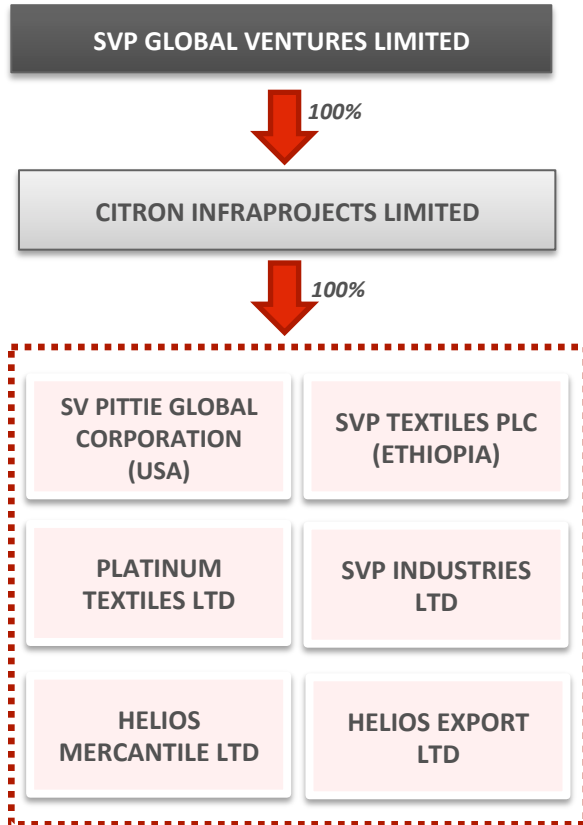 SVP GLOBAL VENTURES LIMITED
100%
CITRON INFRAPROJECTS LIMITED
100%
SV PITTIE GLOBAL
CORPORATION
(USA)
SVP TEXTILES PLC
(ETHIOPIA)
PLATINUM
TEXTILES LTD
SVP INDUSTRIES
LTD
HELIOS
MERCANTILE LTD
HELIOS EXPORT
LTD